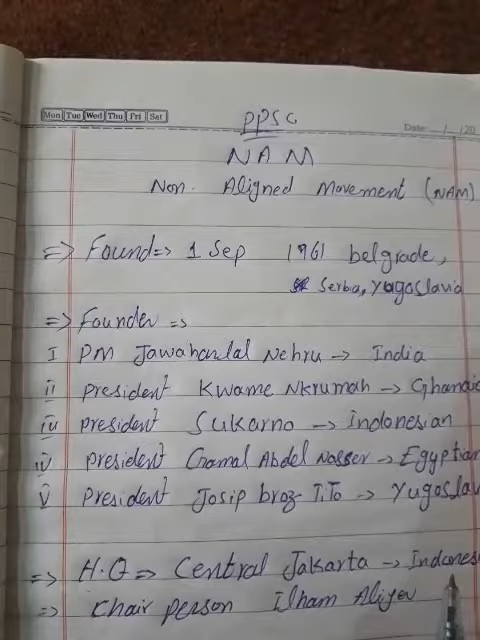 Mon Tue Wed Thu Fri Sat
PPSC
Date: / /20
NAM
Non. Aligned Movement (NAM)
=> Found=> 1 Sep 1961 belgrade,
Serba, Yugoslavia
=> Founder =>
I PM Jawaharlal Nehru -> India
ii president Kwame Nkrumah -> Ghanaia
iii president Sukarno -> Indonesian
iv president Gamal Abdel Nasser -> Egyptian
v President Josip broz TiTo -> Yugoslav
=> H.Q => Central Jakarta -> Indones
=> Chair person Ilham Aliyev